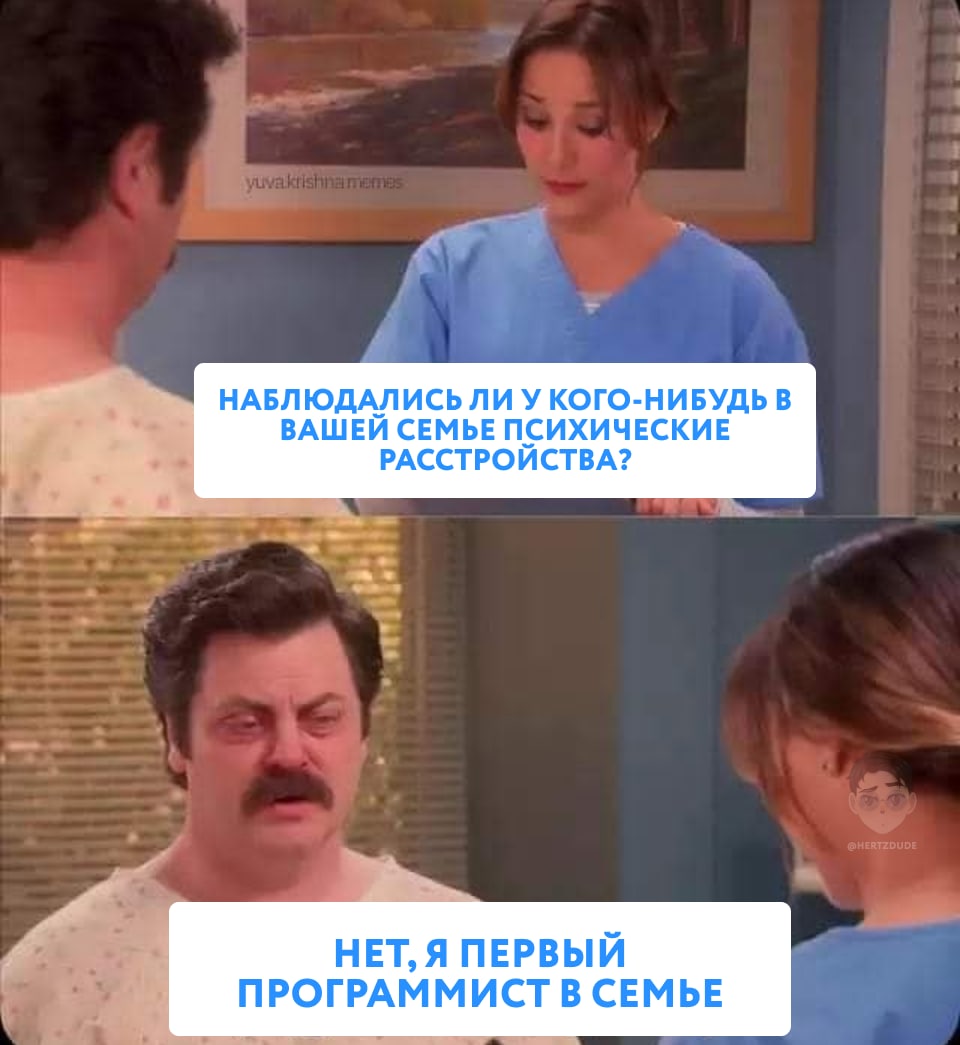 yuva.krishna.memes
НАБЛЮДАЛИСЬ ЛИ У КОГО-НИБУДЬ В
ВАШЕЙ СЕМЬЕ ПСИХИЧЕСКИЕ
РАССТРОЙСТВА?
@HERTZDUDE
НЕТ, Я ПЕРВЫЙ
ПРОГРАММИСТ В СЕМЬЕ